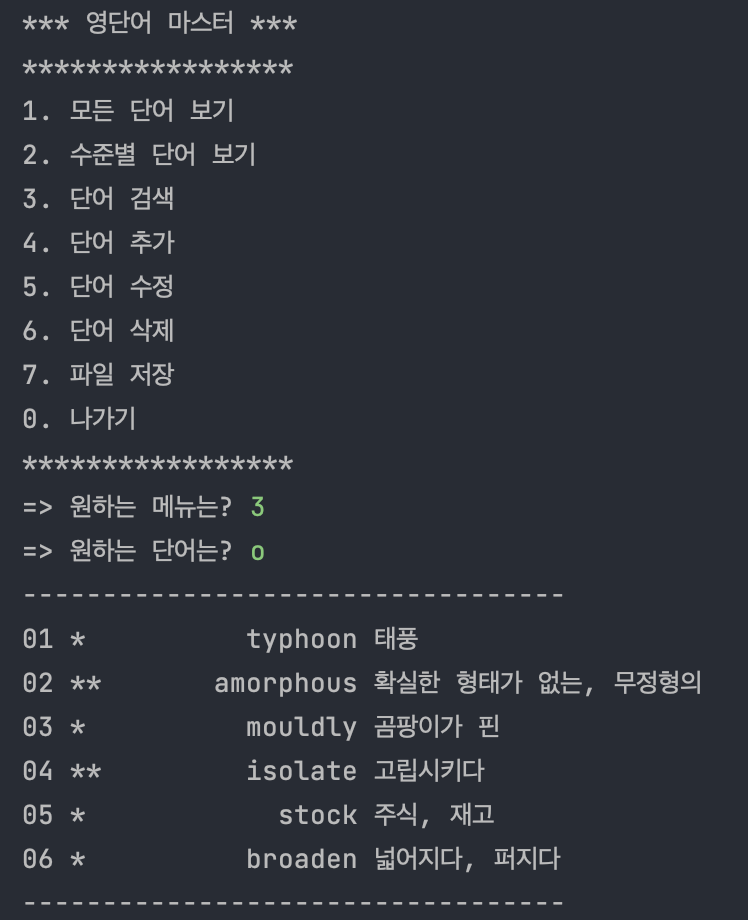 *** 영단어 마스터 ***
*****************
1. 모든 단어 보기
2. 수준별 단어 보기
3. 단어 검색
4. 단어 추가
5. 단어 수정
6. 단어 삭제
7. 파일 저장
0. 나가기
*****************
=> 원하는 메뉴는? 3
=> 원하는 단어는? o
----------------------------------
01 * typhoon 태풍
02 ** amorphous 확실한 형태가 없는, 무정형의
03 * mouldly 곰팡이가 핀
04 ** isolate 고립시키다
05 * stock 주식, 재고
06 * broaden 넓어지다, 퍼지다
----------------------------------